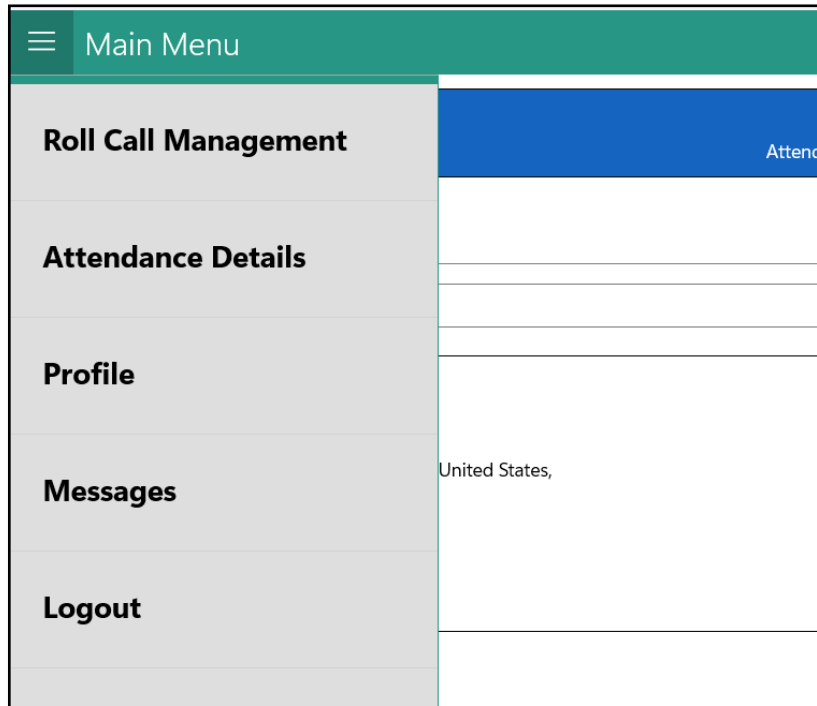 Main Menu
Roll Call Management
Attendance Details
Profile
Messages
Logout
United States,